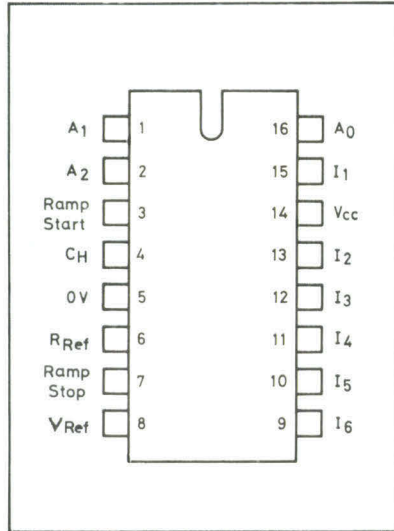 A1 1 16 A0
A2 2 15 I1
Ramp
Start 3 14 Vcc
CH 4 13 I2
0V 5 12 I3
RRef 6 11 I4
Ramp
Stop 7 10 I5
VRef 8 9 I6